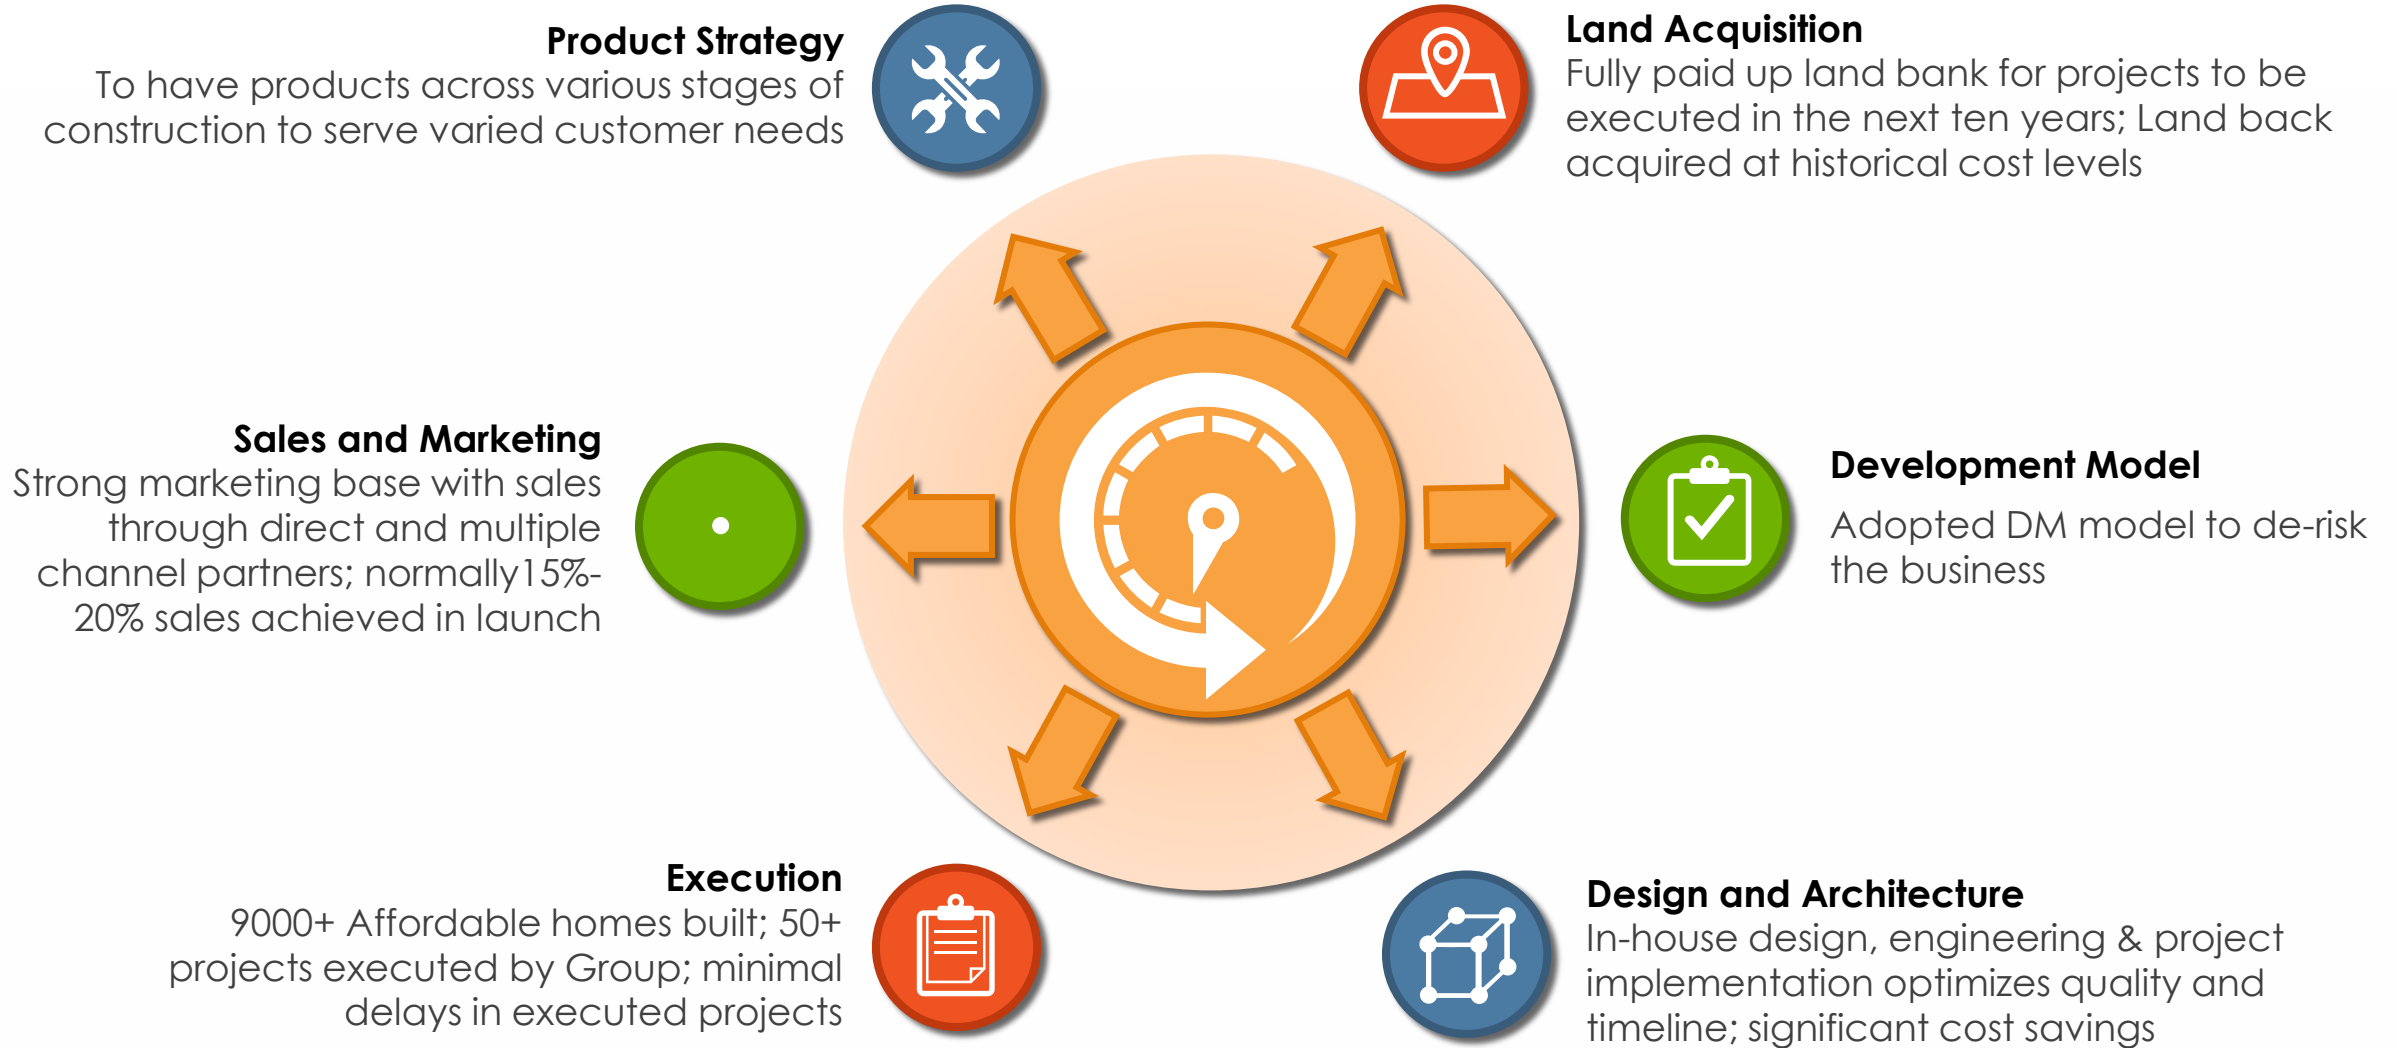 Product Strategy
To have products across various stages of
construction to serve varied customer needs
Land Acquisition
Fully paid up land bank for projects to be
executed in the next ten years; Land back
acquired at historical cost levels
Sales and Marketing
Strong marketing base with sales
through direct and multiple
channel partners; normally15%-
20% sales achieved in launch
Development Model
Adopted DM model to de-risk
the business
Execution
9000+ Affordable homes built; 50+
projects executed by Group; minimal
delays in executed projects
Design and Architecture
In-house design, engineering & project
implementation optimizes quality and
timeline; significant cost savings